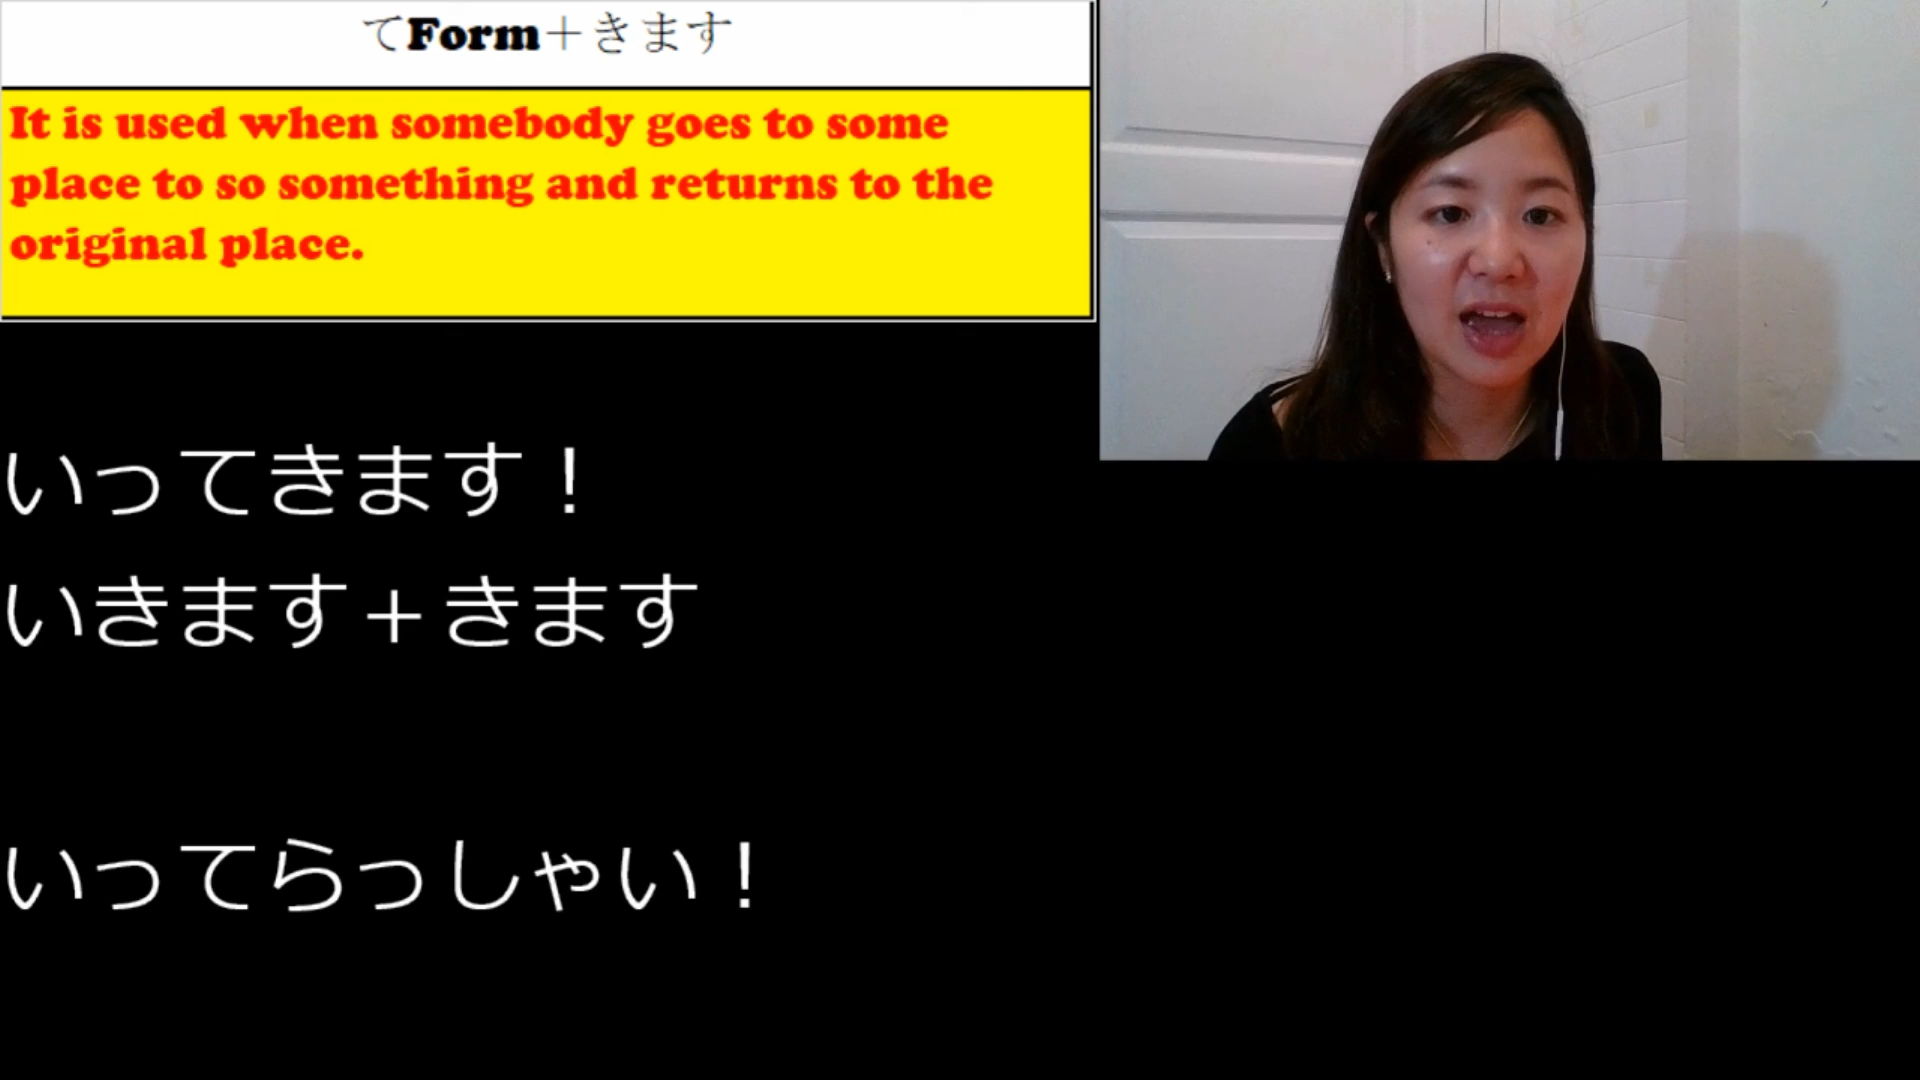 てForm＋きます
It is used when somebody goes to some
place to so something and returns to the
original place.
いってきます！
いきます＋きます
いってらっしゃい！